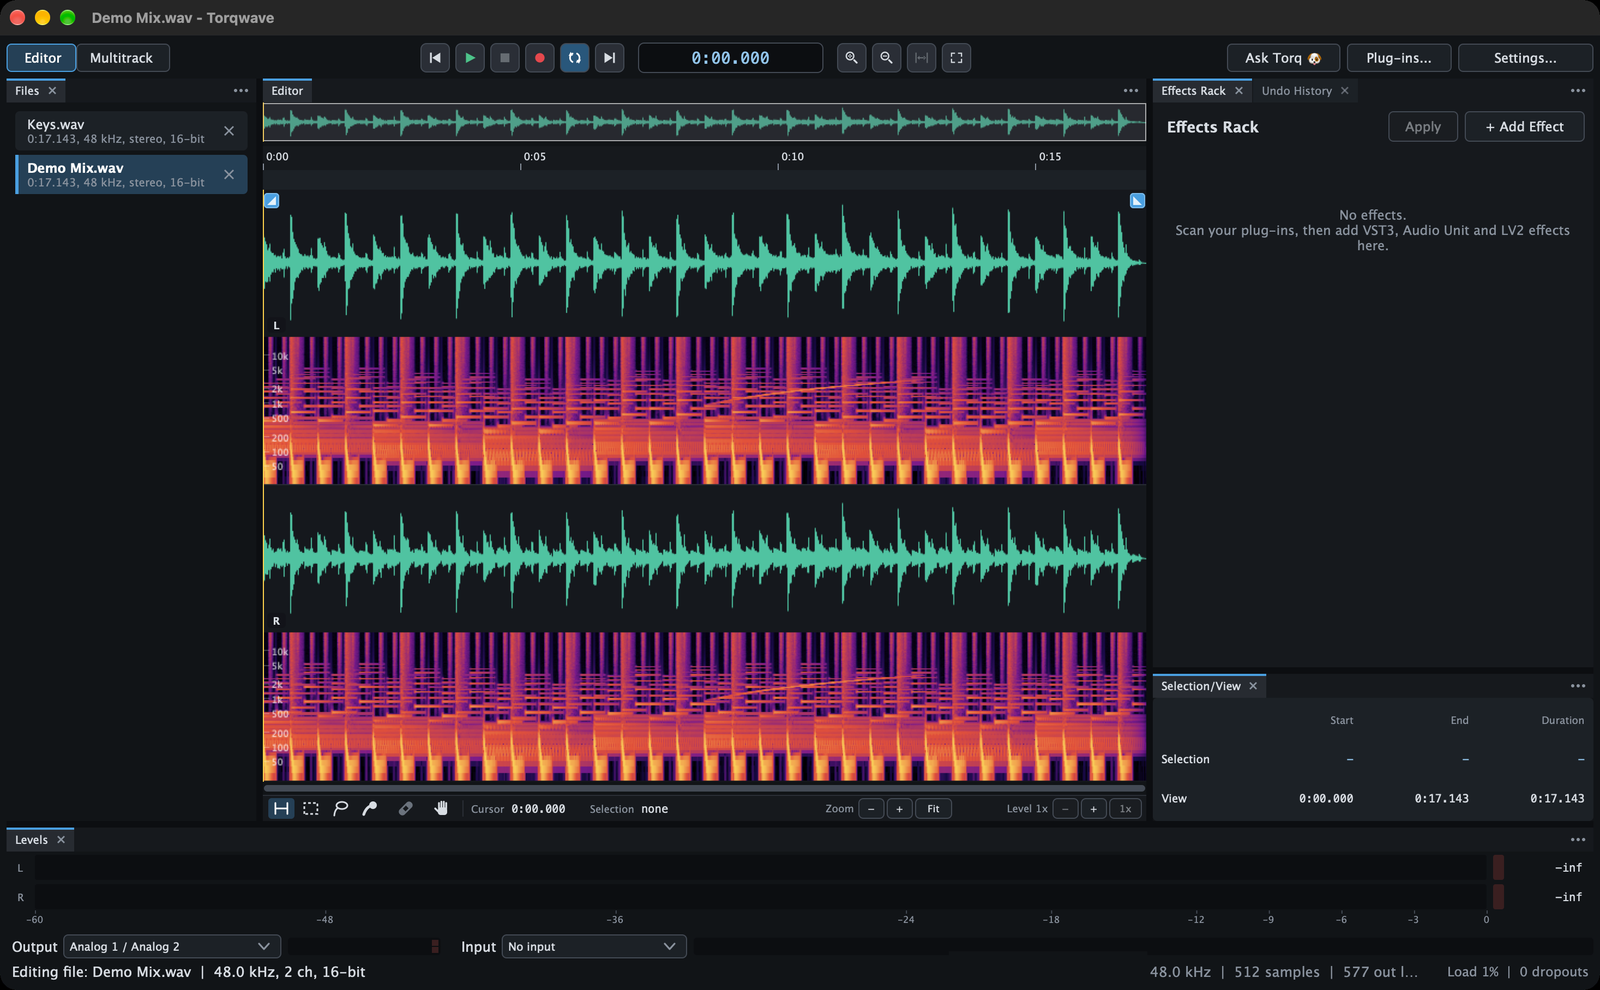 Demo Mix.wav - Torqwave
Editor Multitrack 0:00.000 Ask Torq Plug-ins... Settings...
Files
Keys.wav
0:17.143, 48 kHz, stereo, 16-bit
Demo Mix.wav
0:17.143, 48 kHz, stereo, 16-bit
Editor
0:00 0:05 0:10 0:15
L
10k
5k
2k
1k
500
200
100
50
R
10k
5k
2k
1k
500
200
100
50
Cursor 0:00.000 Selection none Zoom - + Fit Level 1x - + 1x
Effects Rack Undo History
Effects Rack Apply + Add Effect
No effects.
Scan your plug-ins, then add VST3, Audio Unit and LV2 effects
here.
Selection/View
Start End Duration
Selection – – –
View 0:00.000 0:17.143 0:17.143
Levels
L -inf
R -inf
-60 -48 -36 -24 -18 -12 -9 -6 -3 0
Output Analog 1 / Analog 2 Input No input
Editing file: Demo Mix.wav | 48.0 kHz, 2 ch, 16-bit 48.0 kHz | 512 samples | 577 out l... Load 1% | 0 dropouts